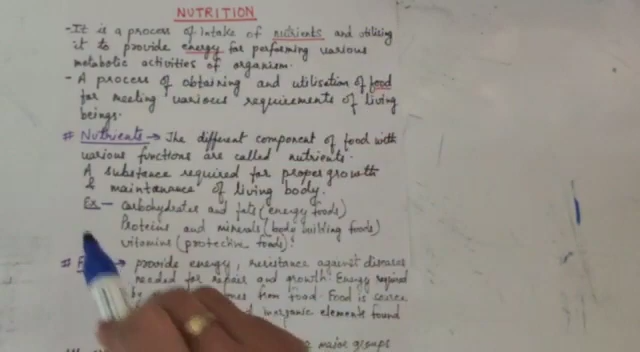 NUTRITION
- It is a process of intake of nutrients and utilising
it to provide energy for performing various
metabolic activities of organism.
- A process of obtaining and utilisation of food
for meeting various requirements of living
beings.
# Nutrients → The different component of food with
various functions are called nutrients.
A substance required for proper growth
& maintanance of living body.
Ex - Carbohydrates and fats (energy foods)
Proteins and minerals (body building foods)
vitamins (protective foods).
# → provide energy, resistance against diseases
needed for repair and growth. Energy required
from food. Food is source
inorganic elements found
major groups